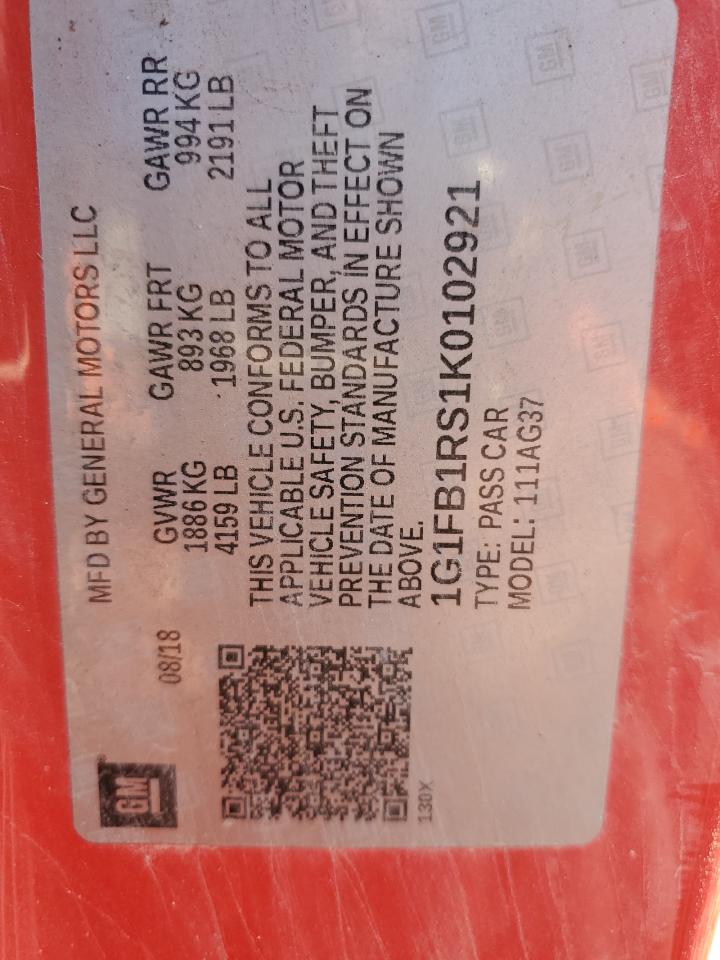 GM
08/18
MFD BY GENERAL MOTORS LLC
GVWR GAWR FRT GAWR RR
1886 KG 893 KG 994 KG
4159 LB 1968 LB 2191 LB
THIS VEHICLE CONFORMS TO ALL
APPLICABLE U.S. FEDERAL MOTOR
VEHICLE SAFETY, BUMPER, AND THEFT
PREVENTION STANDARDS IN EFFECT ON
THE DATE OF MANUFACTURE SHOWN
ABOVE.
1G1FB1RS1K0102921
TYPE: PASS CAR
MODEL: 111AG37
130X